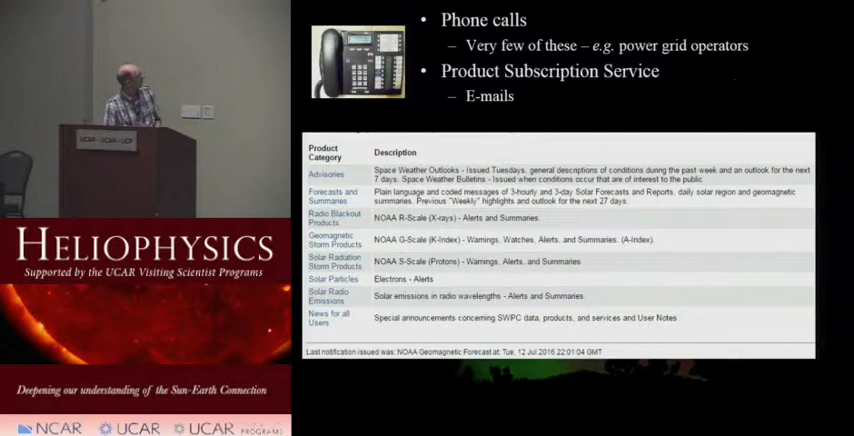 NCAR - UCAR - UCP
HELIOPHYSICS
Supported by the UCAR Visiting Scientist Programs
Deepening our understanding of the Sun-Earth Connection
NCAR UCAR UCAR PROGRAMS
• Phone calls
– Very few of these – e.g. power grid operators
• Product Subscription Service
– E-mails
Product
Category
Description
Advisories
Space Weather Outlooks - Issued Tuesdays, general descriptions of conditions during the past week and an outlook for the next
7 days. Space Weather Bulletins - Issued when conditions occur that are of interest to the public.
Forecasts and
Summaries
Plain language and coded messages of 3-hourly and 3-day Solar Forecasts and Reports, daily solar region and geomagnetic
summaries. Previous "Weekly" highlights and outlook for the next 27 days.
Radio Blackout
Products
NOAA R-Scale (X-rays) - Alerts and Summaries.
Geomagnetic
Storm Products
NOAA G-Scale (K-Index) - Warnings, Watches, Alerts, and Summaries. (A-Index).
Solar Radiation
Storm Products
NOAA S-Scale (Protons) - Warnings, Alerts, and Summaries
Solar Particles
Electrons - Alerts
Solar Radio
Emissions
Solar emissions in radio wavelengths - Alerts and Summaries.
News for all
Users
Special announcements concerning SWPC data, products, and services and User Notes
Last notification issued was: NOAA Geomagnetic Forecast at: Tue, 12 Jul 2016 22:01:04 GMT